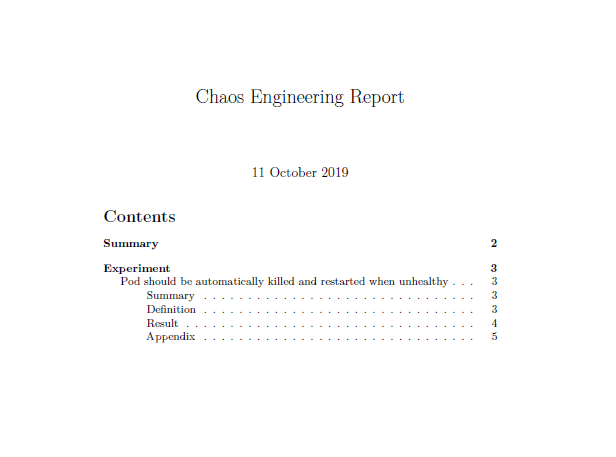 Chaos Engineering Report
11 October 2019
Contents
Summary 2
Experiment 3
Pod should be automatically killed and restarted when unhealthy . . . 3
Summary . . . . . . . . . . . . . . . . . . . . . . . . . . . . . . . 3
Definition . . . . . . . . . . . . . . . . . . . . . . . . . . . . . . . 3
Result . . . . . . . . . . . . . . . . . . . . . . . . . . . . . . . . . 4
Appendix . . . . . . . . . . . . . . . . . . . . . . . . . . . . . . . 5